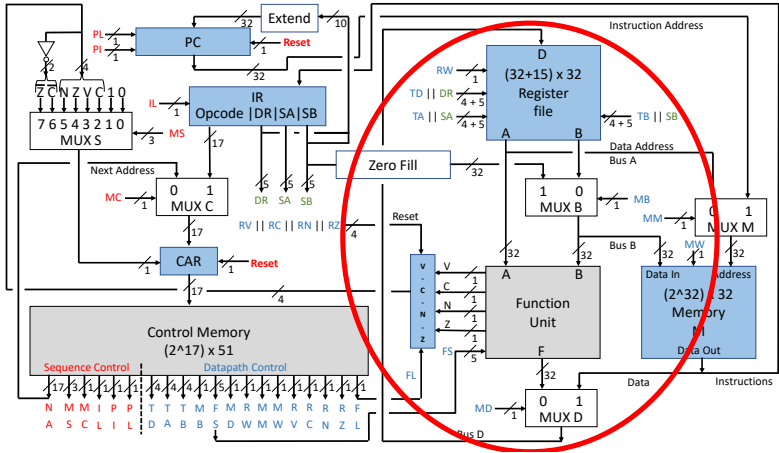 PL
PI
1
1
PC
32
Extend
10
1
Reset
32
Instruction Address
2
4
Z C N Z V C 1 0
7 6 5 4 3 2 1 0
MUX S
3
MS
IL
1
IR
Opcode |DR|SA|SB
17
5
5
5
DR
SA
SB
Next Address
MC
1
0 1
MUX C
17
CAR
1
1
Reset
17
4
RV || RC || RN || RZ
4
Reset
Zero Fill
32
D
(32+15) x 32
Register
file
A B
RW
1
TD || DR
4 + 5
TA || SA
4 + 5
4 + 5
TB || SB
Data Address
Bus A
1 0
MUX B
1
MB
MM
1
0 1
MUX M
MW
1
32
32
Bus B
32
32
Data In
Address
(2^32) x 32
Memory
M
Data Out
V
-
C
-
N
-
Z
V
1
C
1
N
1
Z
1
FS
5
FL
A B
Function
Unit
F
32
MD
1
0 1
MUX D
Bus D
Data
Instructions
Control Memory
(2^17) x 51
Sequence Control
Datapath Control
17 3 1 1 1 1 4 4 4 1 5 1 1 1 1 1 1 1 1 1
N M M I P P T T T M F M R M M R R R R F
A S C L I L D A B B S D W M W V C N Z L